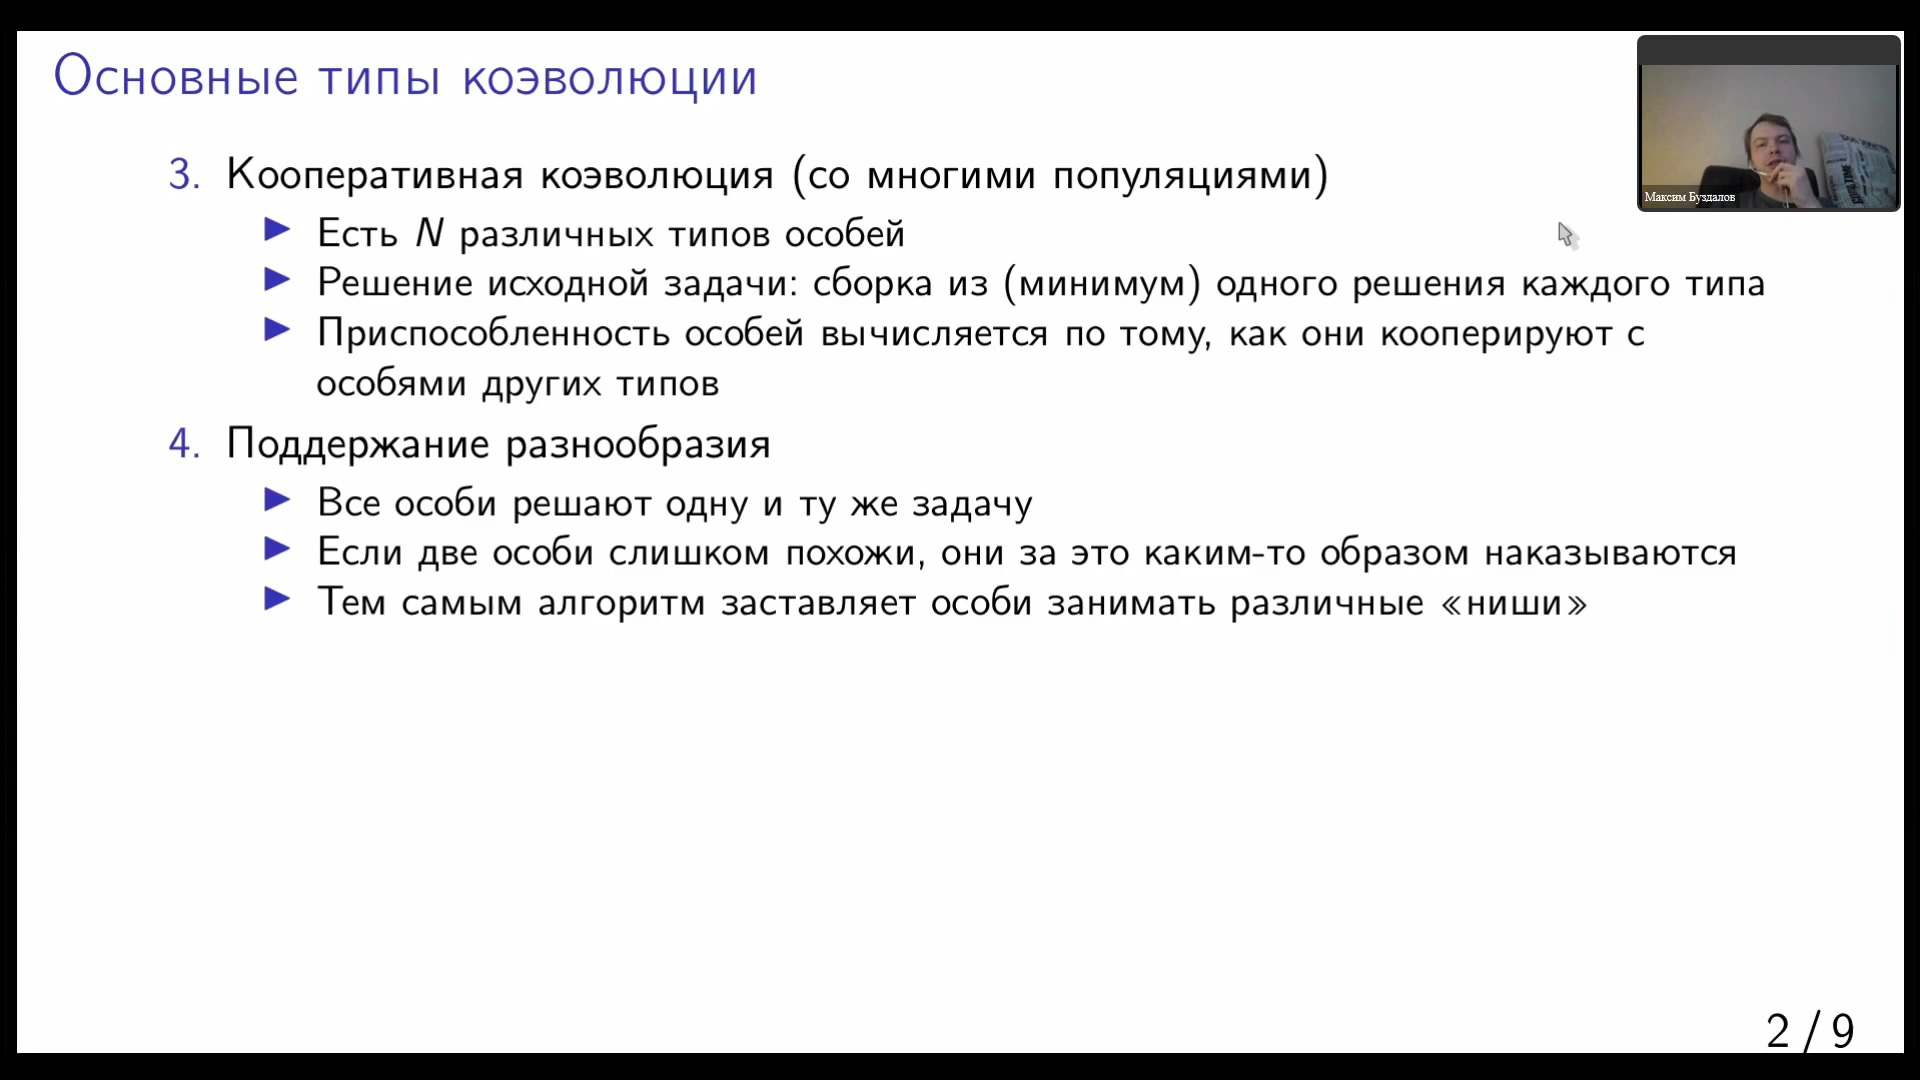 Основные типы коэволюции
Максим Буздалов
3. Кооперативная коэволюция (со многими популяциями)
Есть N различных типов особей
Решение исходной задачи: сборка из (минимум) одного решения каждого типа
Приспособленность особей вычисляется по тому, как они кооперируют с
особями других типов
4. Поддержание разнообразия
Все особи решают одну и ту же задачу
Если две особи слишком похожи, они за это каким-то образом наказываются
Тем самым алгоритм заставляет особи занимать различные «ниши»
2 / 9